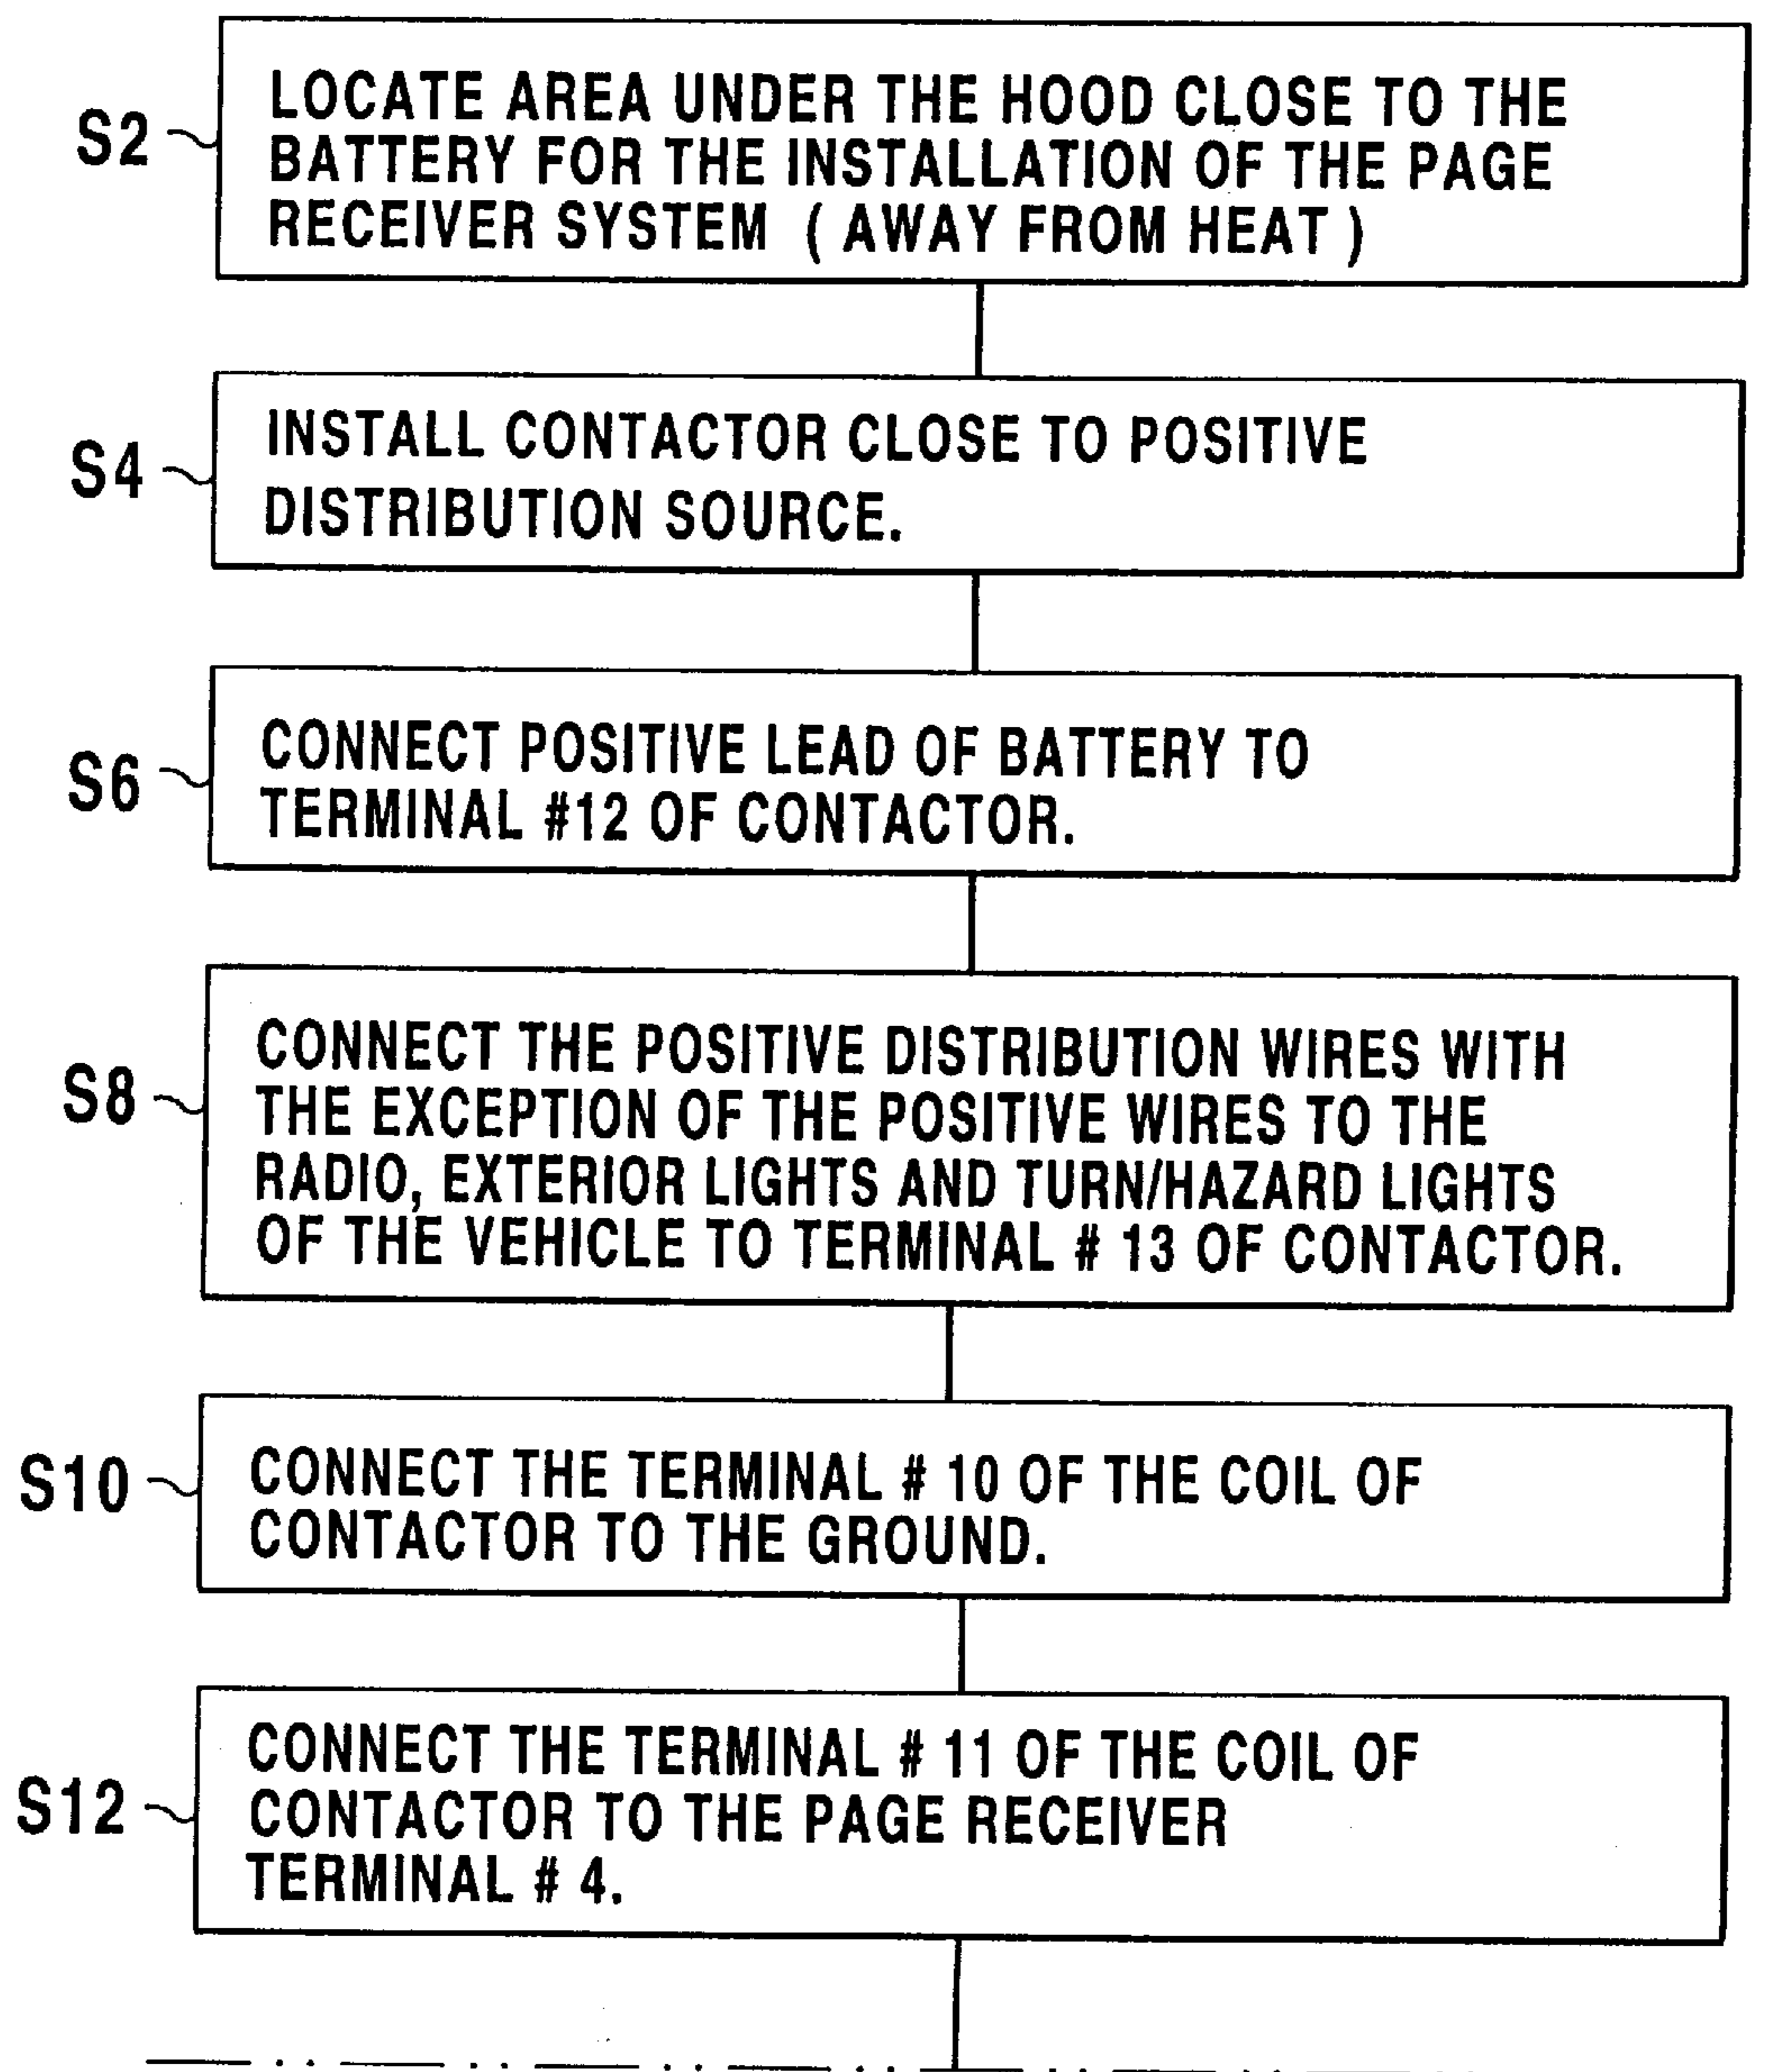 S2
LOCATE AREA UNDER THE HOOD CLOSE TO THE
BATTERY FOR THE INSTALLATION OF THE PAGE
RECEIVER SYSTEM ( AWAY FROM HEAT )
S4
INSTALL CONTACTOR CLOSE TO POSITIVE
DISTRIBUTION SOURCE.
S6
CONNECT POSITIVE LEAD OF BATTERY TO
TERMINAL #12 OF CONTACTOR.
S8
CONNECT THE POSITIVE DISTRIBUTION WIRES WITH
THE EXCEPTION OF THE POSITIVE WIRES TO THE
RADIO, EXTERIOR LIGHTS AND TURN/HAZARD LIGHTS
OF THE VEHICLE TO TERMINAL # 13 OF CONTACTOR.
S10
CONNECT THE TERMINAL # 10 OF THE COIL OF
CONTACTOR TO THE GROUND.
S12
CONNECT THE TERMINAL # 11 OF THE COIL OF
CONTACTOR TO THE PAGE RECEIVER
TERMINAL # 4.